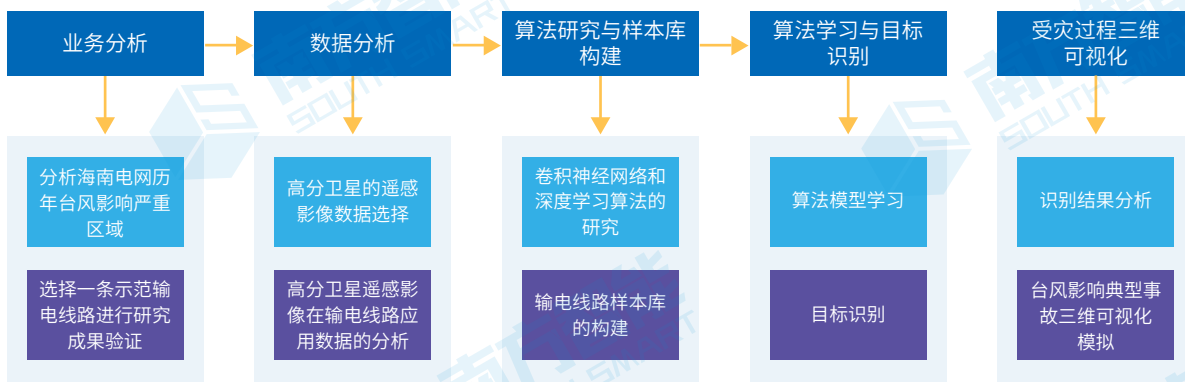 业务分析
数据分析
算法研究与样本库
构建
算法学习与目标
识别
受灾过程三维
可视化
分析海南电网历
年台风影响严重
区域
高分卫星的遥感
影像数据选择
卷积神经网络和
深度学习算法的
研究
算法模型学习
识别结果分析
选择一条示范输
电线路进行研究
成果验证
高分卫星遥感影
像在输电线路应
用数据的分析
输电线路样本库
的构建
目标识别
台风影响典型事
故三维可视化
模拟